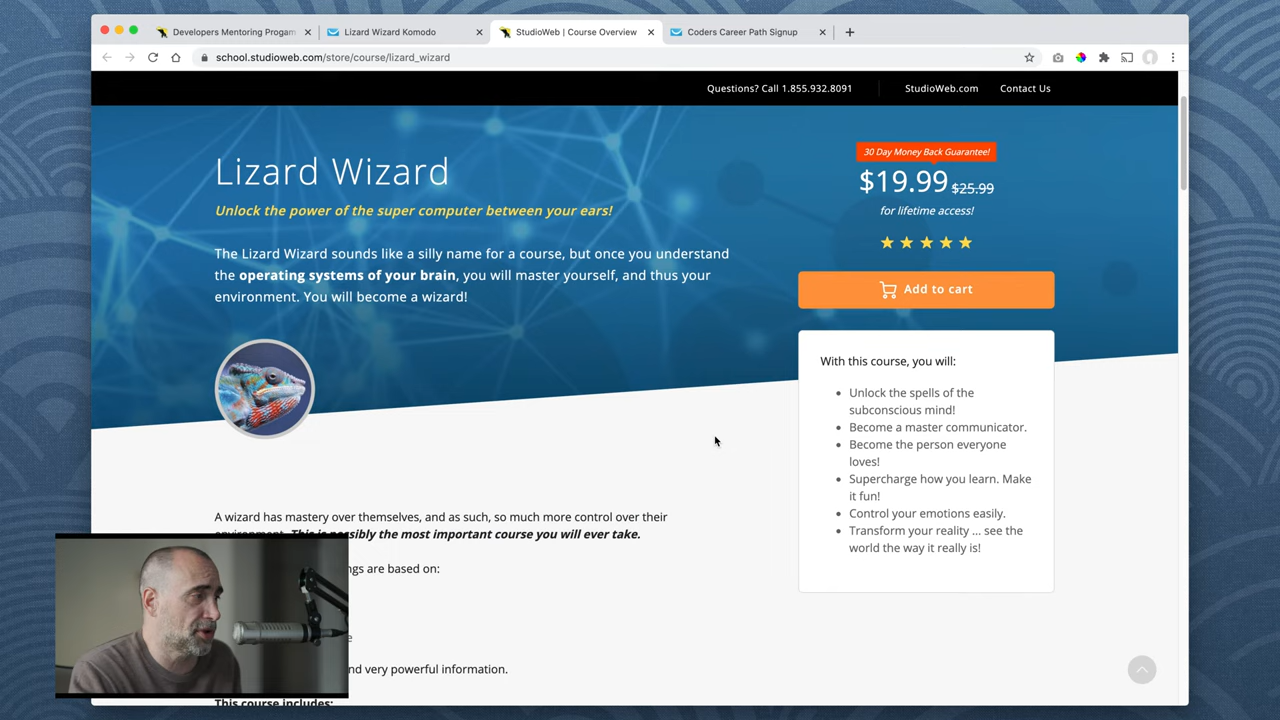 Developers Mentoring Progam
Lizard Wizard Komodo
StudioWeb | Course Overview
Coders Career Path Signup
school.studioweb.com/store/course/lizard_wizard
Questions? Call 1.855.932.8091
StudioWeb.com
Contact Us
Lizard Wizard
Unlock the power of the super computer between your ears!
The Lizard Wizard sounds like a silly name for a course, but once you understand
the operating systems of your brain, you will master yourself, and thus your
environment. You will become a wizard!
30 Day Money Back Guarantee!
$19.99 $25.99
for lifetime access!
Add to cart
With this course, you will:
Unlock the spells of the
subconscious mind!
Become a master communicator.
Become the person everyone
loves!
Supercharge how you learn. Make
it fun!
Control your emotions easily.
Transform your reality ... see the
world the way it really is!
A wizard has mastery over themselves, and as such, so much more control over their
environment. This is possibly the most important course you will ever take.
are based on:
and very powerful information.
This course includes: